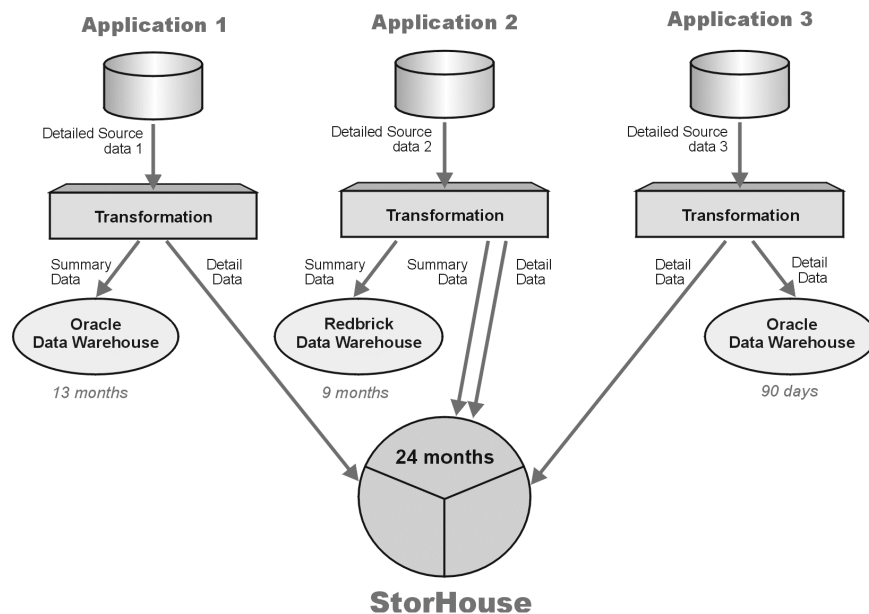 Application 1
Application 2
Application 3
Detailed Source
data 1
Detailed Source
data 2
Detailed Source
data 3
Transformation
Transformation
Transformation
Summary
Data
Detail
Data
Summary
Data
Summary
Data
Detail
Data
Detail
Data
Detail
Data
Oracle
Data Warehouse
Redbrick
Data Warehouse
Oracle
Data Warehouse
13 months
9 months
90 days
24 months
StorHouse